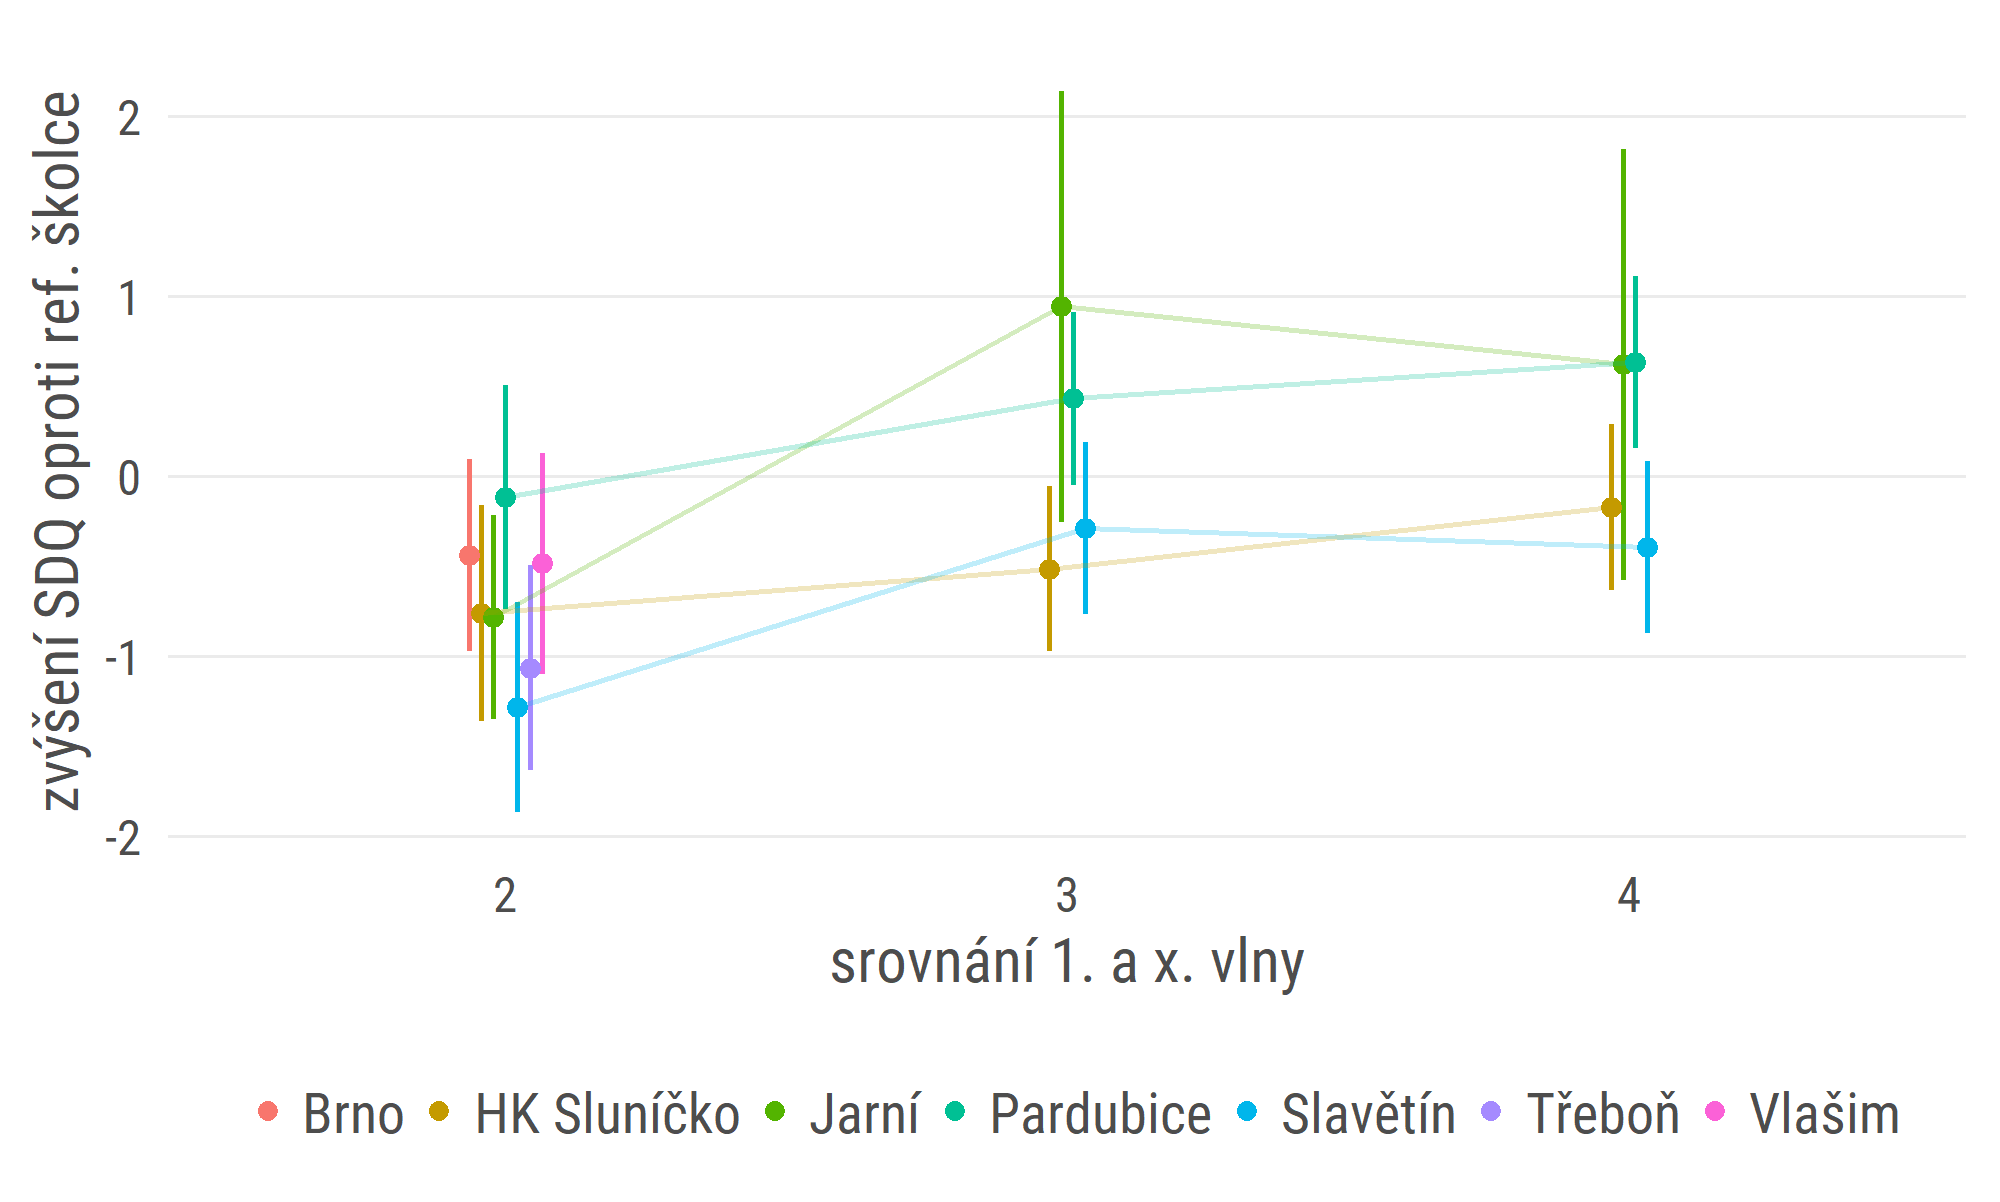 zvýšení SDQ oproti ref. školce
2
1
0
-1
-2
2 3 4
srovnání 1. a x. vlny
Brno HK Sluníčko Jarní Pardubice Slavětín Třeboň Vlašim